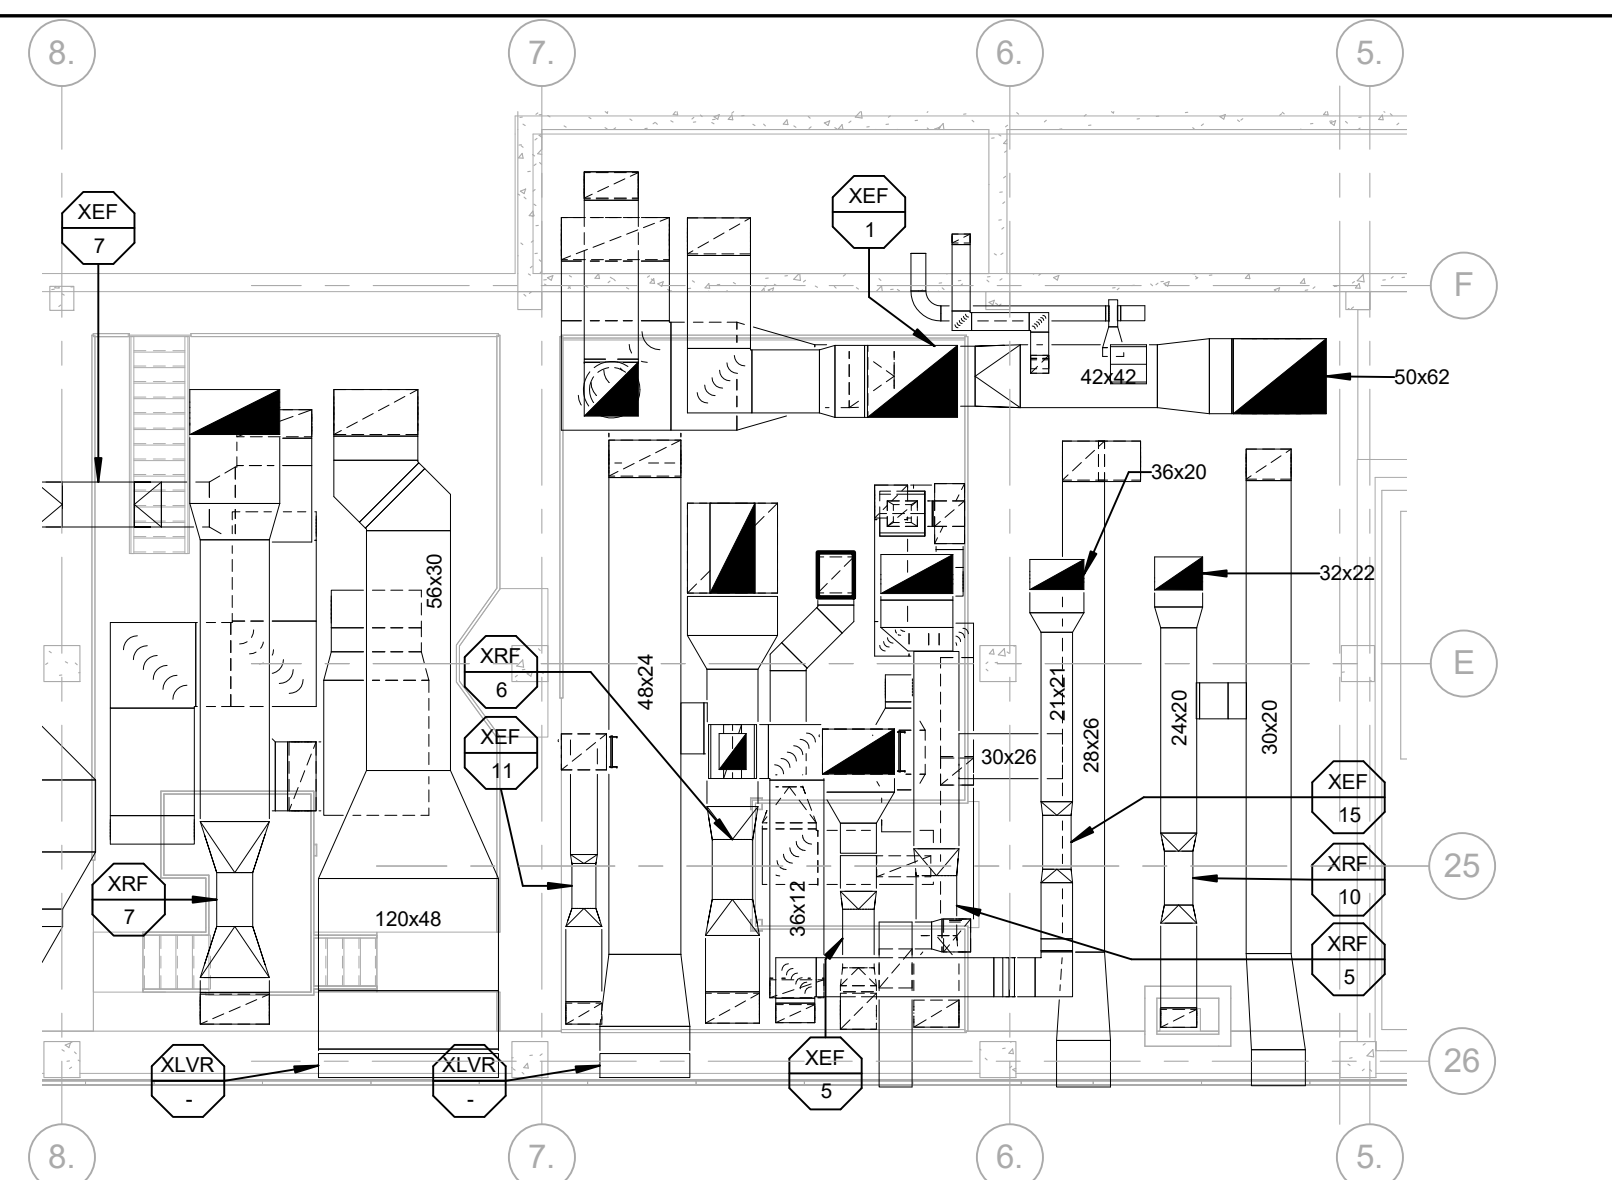 8.
7.
6.
5.
XEF
7
XEF
1
F
42x42
50x62
36x20
32x22
56x30
XRF
6
48x24
E
21x21
28x26
24x20
30x20
XEF
11
30x26
XEF
15
XRF
7
120x48
36x12
XRF
10
25
XRF
5
XLVR
-
XLVR
-
XEF
5
26
8.
7.
6.
5.